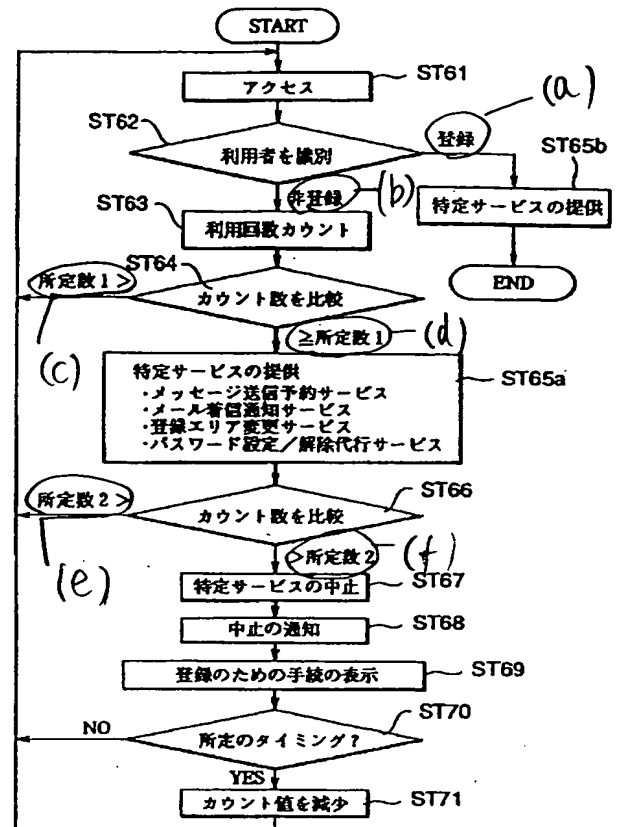 START
ST61
アクセス
(a)
ST62
利用者を識別
登録
ST65b
特定サービスの提供
非登録
(b)
ST63
利用回数カウント
END
ST64
所定数1>
カウント数を比較
(c)
≧所定数1
(d)
特定サービスの提供
・メッセージ送信予約サービス
・メール着信通知サービス
・登録エリア変更サービス
・パスワード設定/解除代行サービス
ST65a
ST66
所定数2>
カウント数を比較
(e)
>所定数2
(f)
ST67
特定サービスの中止
ST68
中止の通知
ST69
登録のための手続の表示
ST70
NO
所定のタイミング?
YES
ST71
カウント値を減少